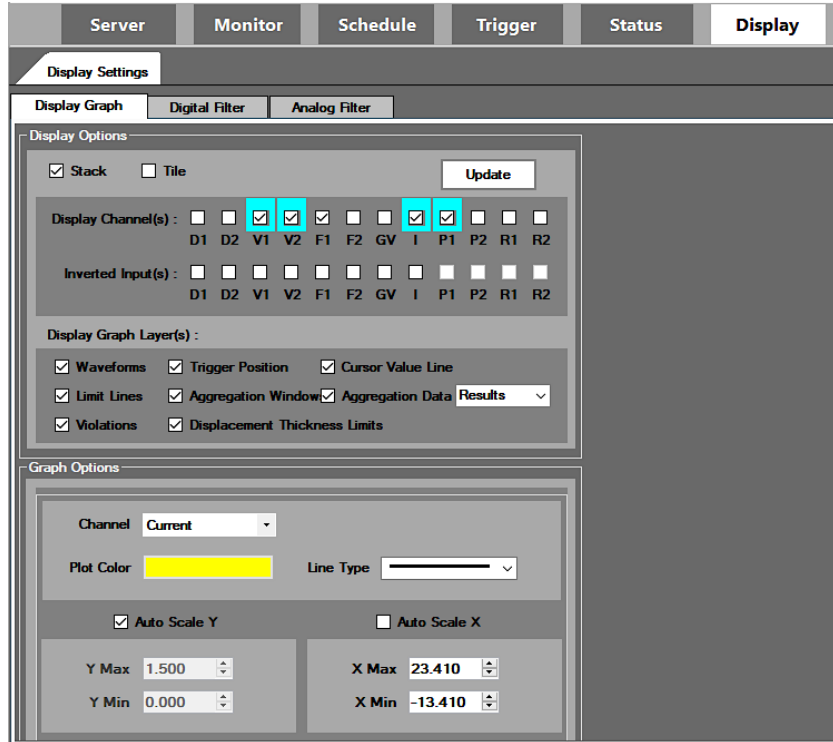 Server Monitor Schedule Trigger Status Display
Display Settings
Display Graph Digital Filter Analog Filter
Display Options
Stack Tile Update
Display Channel(s) :
D1 D2 V1 V2 F1 F2 GV I P1 P2 R1 R2
Inverted Input(s) :
D1 D2 V1 V2 F1 F2 GV I P1 P2 R1 R2
Display Graph Layer(s) :
Waveforms Trigger Position Cursor Value Line
Limit Lines Aggregation Window Aggregation Data Results
Violations Displacement Thickness Limits
Graph Options
Channel Current
Plot Color Line Type
Auto Scale Y Auto Scale X
Y Max 1.500 X Max 23.410
Y Min 0.000 X Min -13.410